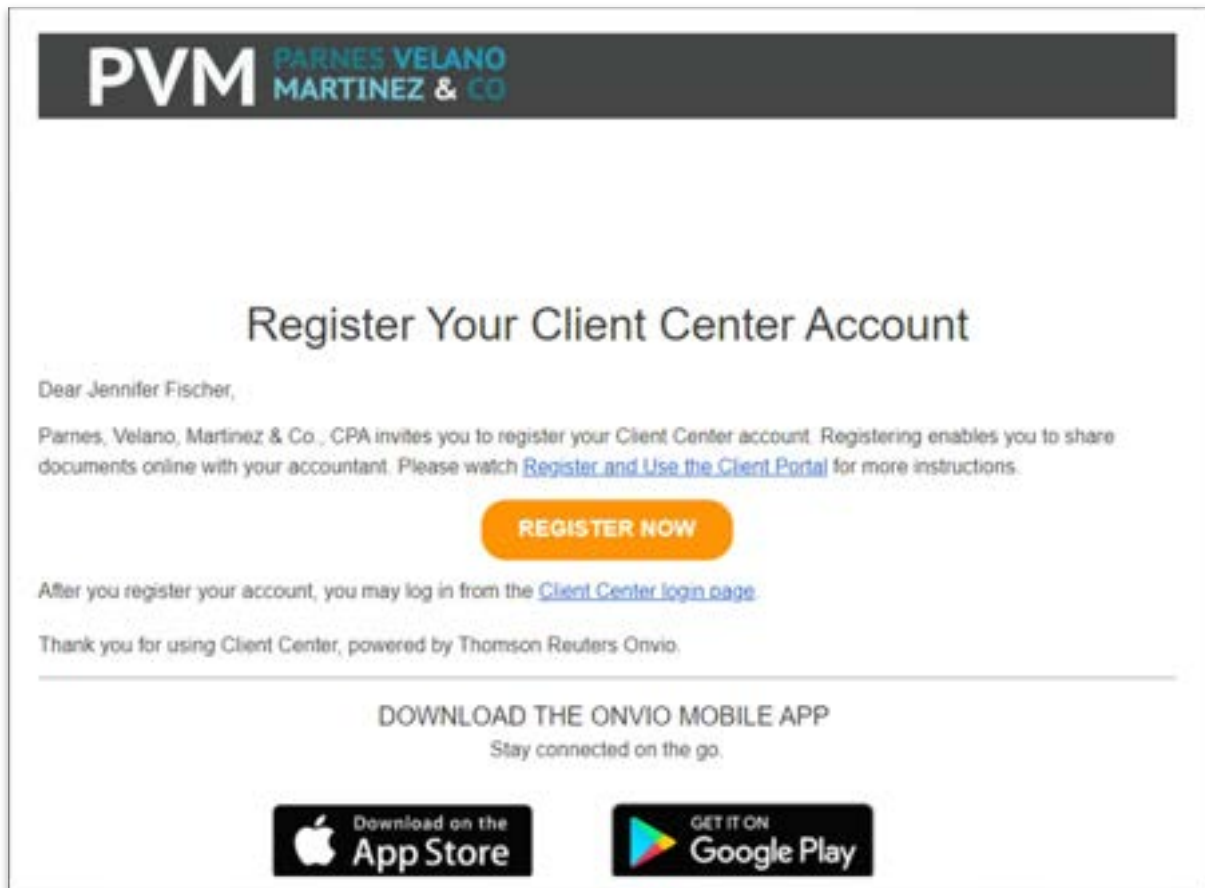 PVM PARNES VELANO
MARTINEZ & CO
Register Your Client Center Account
Dear Jennifer Fischer,
Parnes, Velano, Martinez & Co., CPA invites you to register your Client Center account. Registering enables you to share
documents online with your accountant. Please watch Register and Use the Client Portal for more instructions.
REGISTER NOW
After you register your account, you may log in from the Client Center login page.
Thank you for using Client Center, powered by Thomson Reuters Onvio.
DOWNLOAD THE ONVIO MOBILE APP
Stay connected on the go.
Download on the
App Store
GET IT ON
Google Play